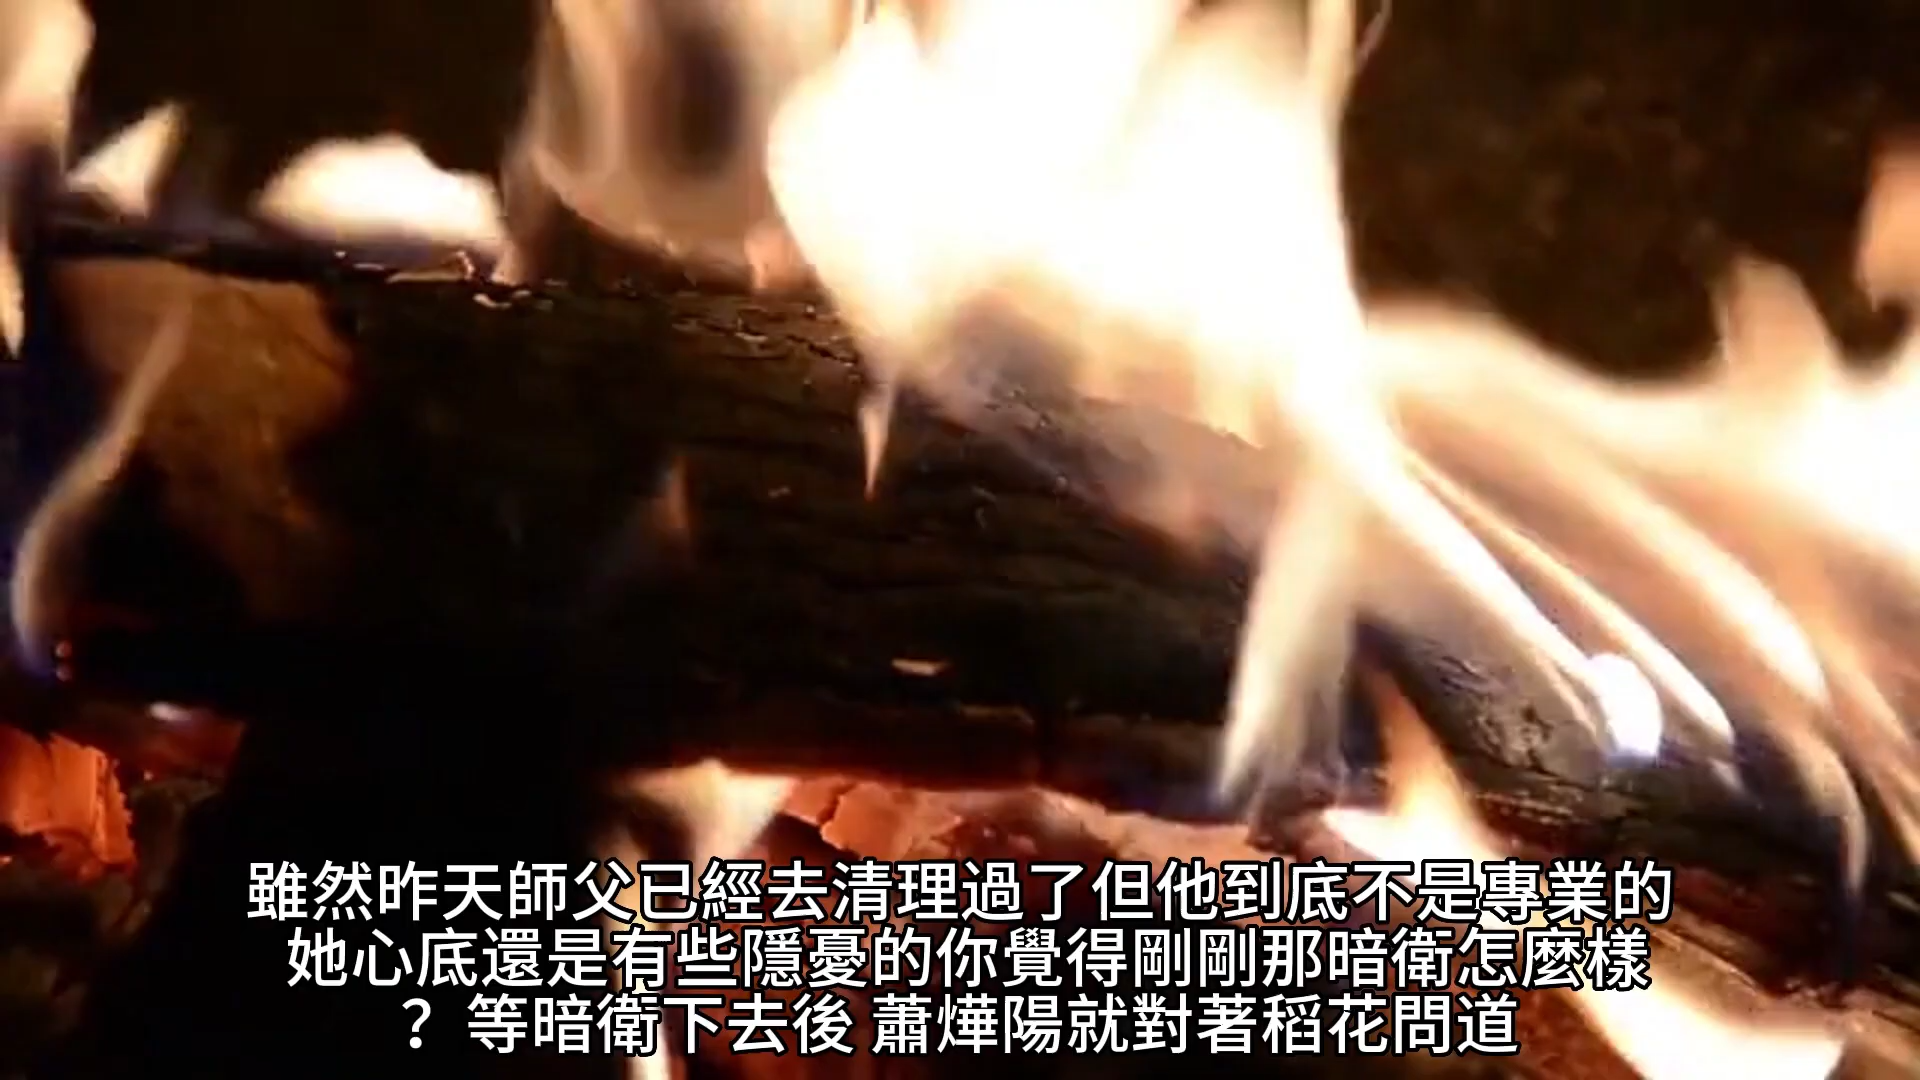 雖然昨天師父已經去清理過了但他到底不是專業的
她心底還是有些隱憂的你覺得剛剛那暗衛怎麼樣
？ 等暗衛下去後 蕭燁陽就對著稻花問道